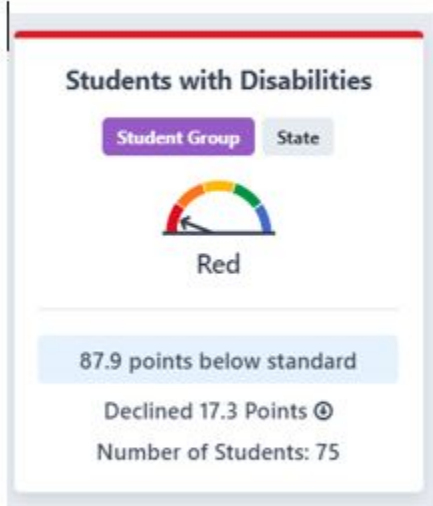 Students with Disabilities
Student Group State
Red
87.9 points below standard
Declined 17.3 Points
Number of Students: 75